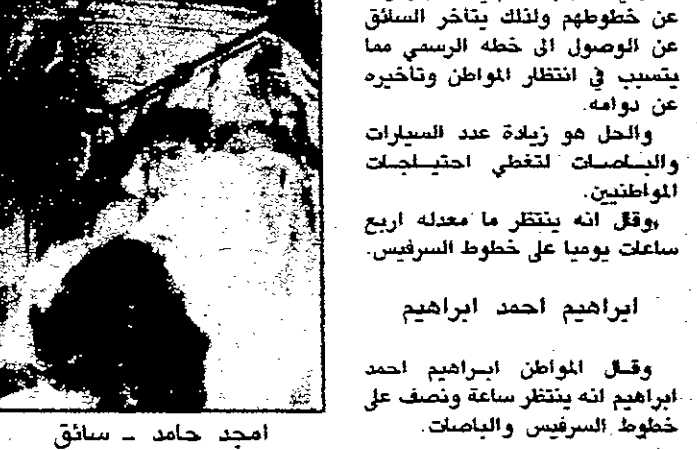 عن خطوطهم ولذلك يتاخر السائق
عن الوصول الى خطه الرسمي مما
يتسبب في انتظار المواطن وتأخيره
عن دوامه.
والحل هو زيادة عدد السيارات
والباصات لتغطي احتياجات
المواطنيين.
وقال انه ينتظر ما معدله اربع
ساعات يوميا على خطوط السرفيس.
ابراهيم احمد ابراهيم
وقال المواطن ابراهيم احمد
ابراهيم انه ينتظر ساعة ونصف على
خطوط السرفيس والباصات.
امجد حامد - سائق